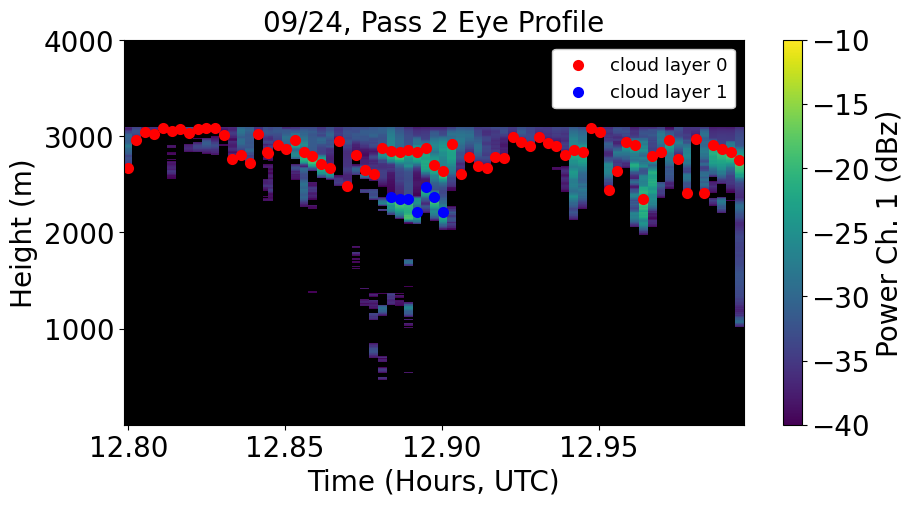 09/24, Pass 2 Eye Profile
4000
3000
2000
1000
Height (m)
cloud layer 0
cloud layer 1
12.80 12.85 12.90 12.95
Time (Hours, UTC)
−10
−15
−20
−25
−30
−35
−40
Power Ch. 1 (dBz)